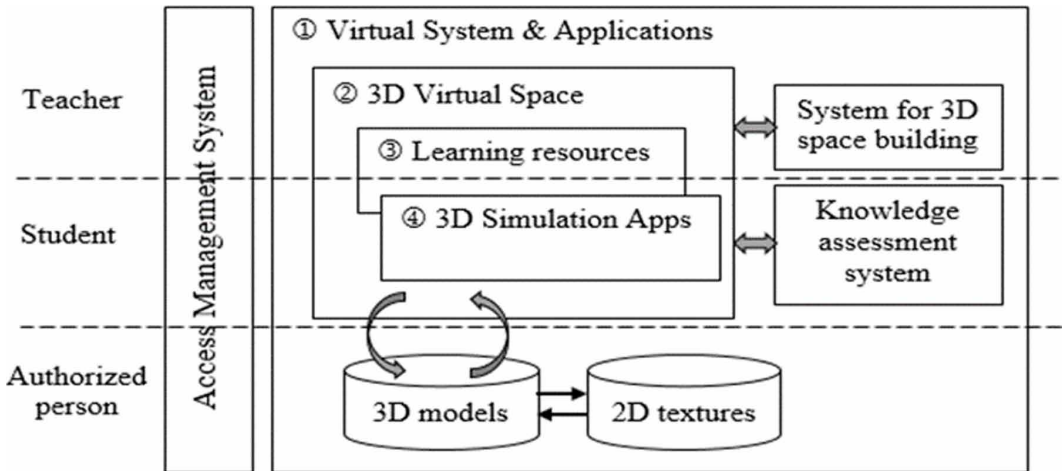 Teacher
Student
Authorized
person
Access Management System
① Virtual System & Applications
② 3D Virtual Space
③ Learning resources
④ 3D Simulation Apps
System for 3D
space building
Knowledge
assessment
system
3D models
2D textures